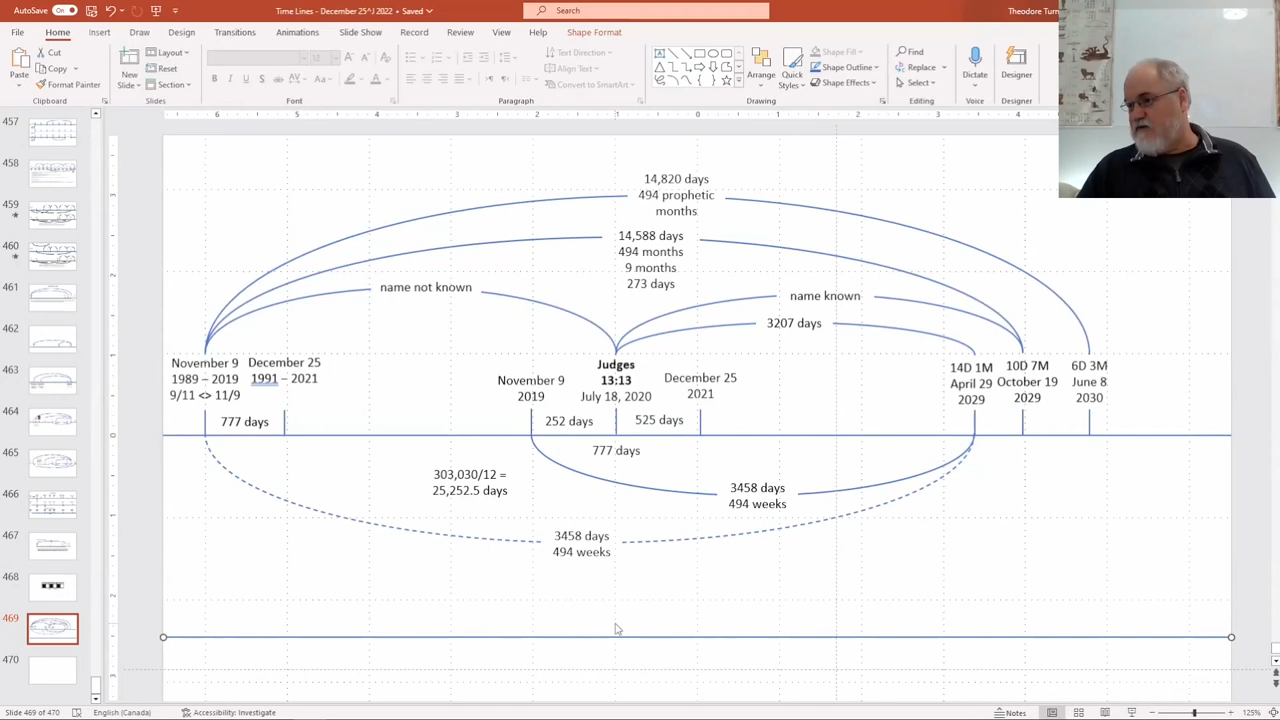 AutoSave On Time Lines - December 25^J 2022 • Saved Search Theodore Turn
File Home Insert Draw Design Transitions Animations Slide Show Record Review View Help Shape Format
Cut
Copy
Format Painter
Clipboard
New Slide
Layout
Reset
Section
Slides
Font
Text Direction
Align Text
Convert to SmartArt
Paragraph
Arrange
Quick Styles
Shape Fill
Shape Outline
Shape Effects
Drawing
Find
Replace
Select
Editing
Dictate
Voice
Designer
Designer
457
458
459
460
461
462
463
464
465
466
467
468
469
470
14,820 days
494 prophetic
months
14,588 days
494 months
9 months
273 days
name not known
name known
3207 days
November 9
1989 – 2019
9/11 <> 11/9
December 25
1991 – 2021
November 9
2019
Judges
13:13
July 18, 2020
December 25
2021
14D 1M
April 29
2029
10D 7M
October 19
2029
6D 3M
June 8
2030
777 days
252 days
525 days
777 days
303,030/12 =
25,252.5 days
3458 days
494 weeks
3458 days
494 weeks
Slide 469 of 470 English (Canada) Accessibility: Investigate Notes 125%